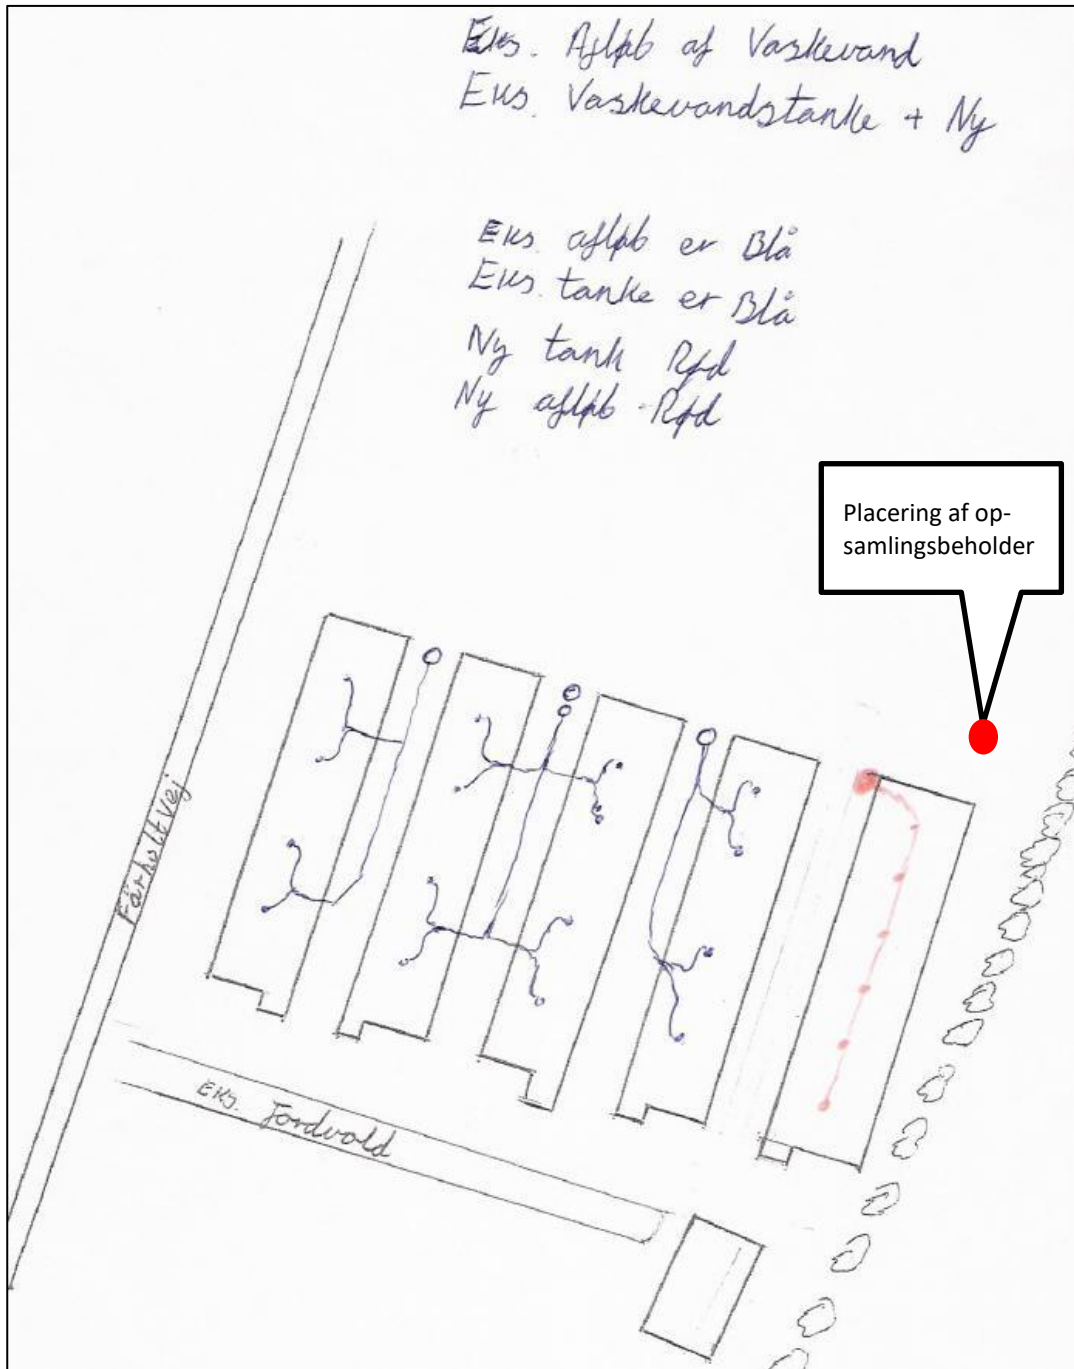 Eks. Afløb af Vaskevand
Eks. Vaskevandstanke + Ny
Eks. afløb er Blå
Eks. tanke er Blå
Ny tank Rød
Ny afløb Rød
Placering af op-
samlingsbeholder
Fårholtvej
Eks. Jordvold